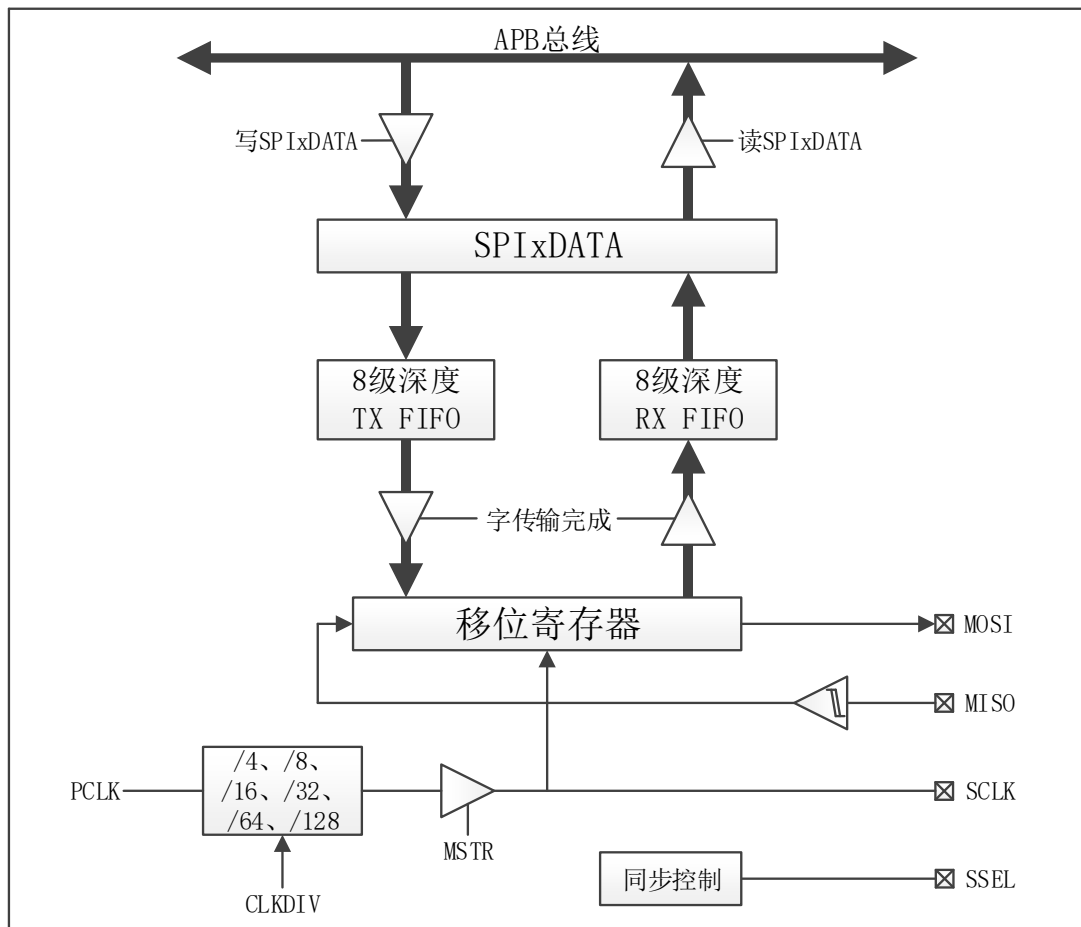 APB总线
写SPIxDATA
读SPIxDATA
SPIxDATA
8级深度
TX FIFO
8级深度
RX FIFO
字传输完成
移位寄存器
MOSI
MISO
/4、/8、
/16、/32、
/64、/128
PCLK
SCLK
MSTR
CLKDIV
同步控制
SSEL